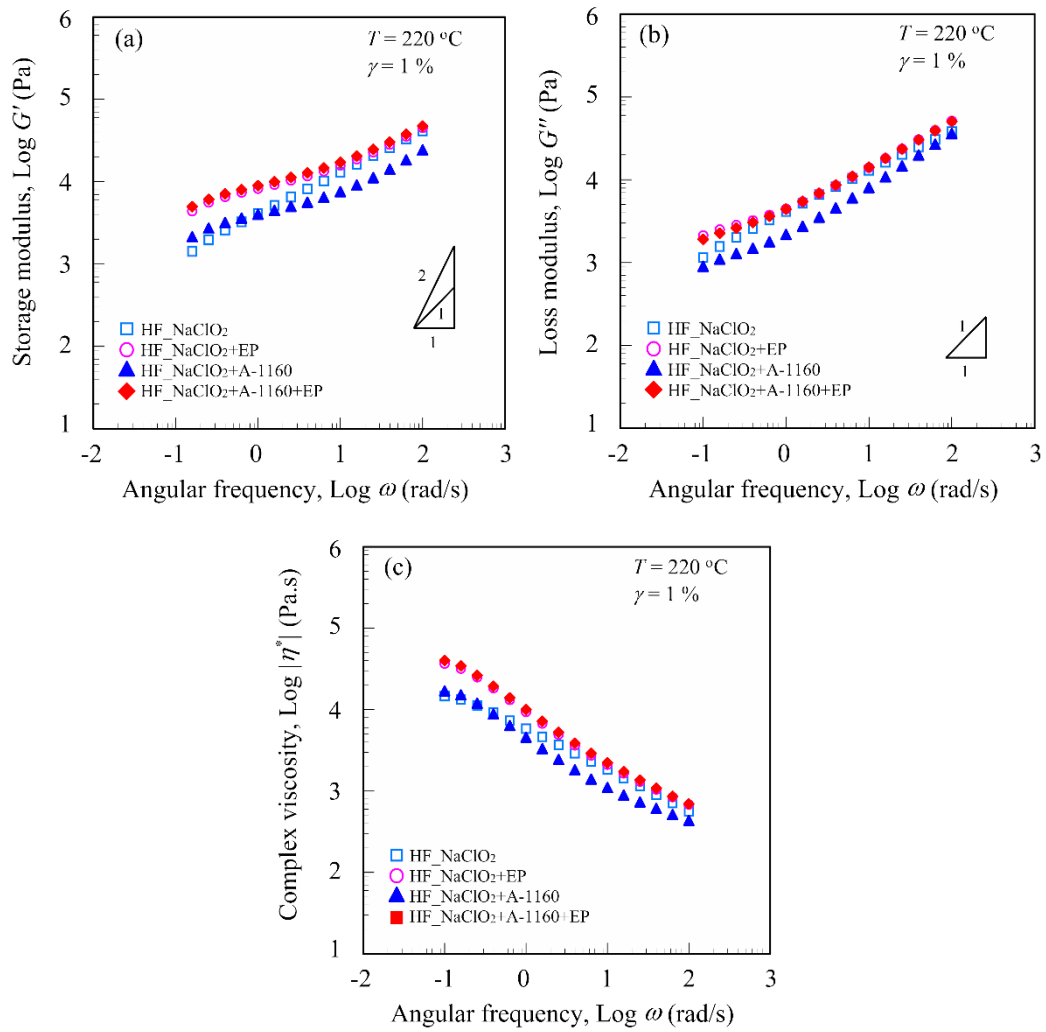 (a)
T = 220 °C
γ = 1 %
6
5
4
3
2
1
Storage modulus, Log G′ (Pa)
2
1
1
HF_NaClO₂
HF_NaClO₂+EP
HF_NaClO₂+A-1160
HF_NaClO₂+A-1160+EP
-2 -1 0 1 2 3
Angular frequency, Log ω (rad/s)
(b)
T = 220 °C
γ = 1 %
6
5
4
3
2
1
Loss modulus, Log G″ (Pa)
1
1
HF_NaClO₂
HF_NaClO₂+EP
HF_NaClO₂+A-1160
HF_NaClO₂+A-1160+EP
-2 -1 0 1 2 3
Angular frequency, Log ω (rad/s)
(c)
T = 220 °C
γ = 1 %
6
5
4
3
2
1
Complex viscosity, Log |η*| (Pa.s)
HF_NaClO₂
HF_NaClO₂+EP
HF_NaClO₂+A-1160
HF_NaClO₂+A-1160+EP
-2 -1 0 1 2 3
Angular frequency, Log ω (rad/s)